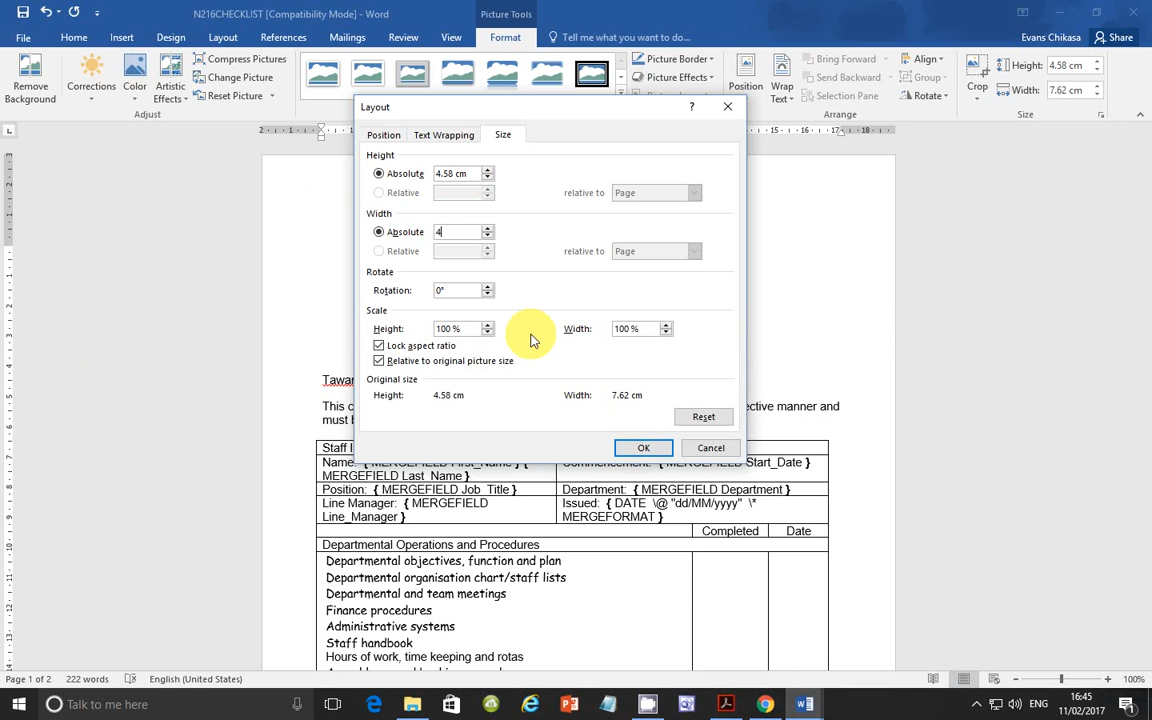 N216CHECKLIST [Compatibility Mode] - Word
Picture Tools
File
Home
Insert
Design
Layout
References
Mailings
Review
View
Format
Tell me what you want to do...
Evans Chikasa
Share
Remove Background
Corrections
Color
Artistic Effects
Compress Pictures
Change Picture
Reset Picture
Picture Border
Picture Effects
Position
Wrap Text
Bring Forward
Send Backward
Selection Pane
Align
Group
Rotate
Crop
Height: 4.58 cm
Width: 7.62 cm
Adjust
Arrange
Size
2 1 1
15 16 17 18
Layout
? 
Position
Text Wrapping
Size
Height
Absolute 4.58 cm
Relative
relative to Page
Width
Absolute 4
Relative
relative to Page
Rotate
Rotation: 0°
Scale
Height: 100 %
Width: 100 %
Lock aspect ratio
Relative to original picture size
Original size
Height: 4.58 cm
Width: 7.62 cm
Reset
OK
Cancel
This c
ective manner and
must b
Staff I
Name: { MERGEFIELD First_Name } {
MERGEFIELD Last_Name }
Commencement: { MERGEFIELD Start_Date }
Position: { MERGEFIELD Job_Title }
Department: { MERGEFIELD Department }
Line Manager: { MERGEFIELD
Line_Manager }
Issued: { DATE \@ "dd/MM/yyyy" \*
MERGEFORMAT }
Completed
Date
Departmental Operations and Procedures
Departmental objectives, function and plan
Departmental organisation chart/staff lists
Departmental and team meetings
Finance procedures
Administrative systems
Staff handbook
Hours of work, time keeping and rotas
Page 1 of 2
222 words
English (United States)
100%
Talk to me here
ENG
16:45
11/02/2017